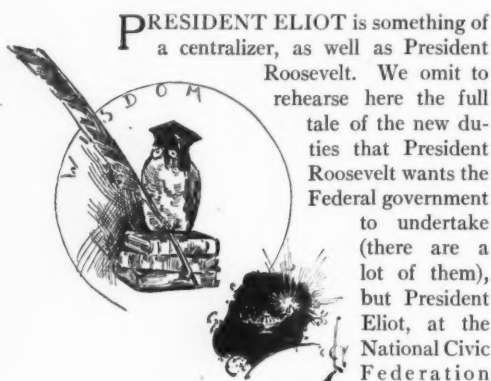 PRESIDENT ELIOT is something of
a centralizer, as well as President
Roosevelt. We omit to
rehearse here the full
tale of the new du-
ties that President
Roosevelt wants the
Federal government
to undertake
(there are a
lot of them),
but President
Eliot, at the
National Civic
Federation
W S D O M